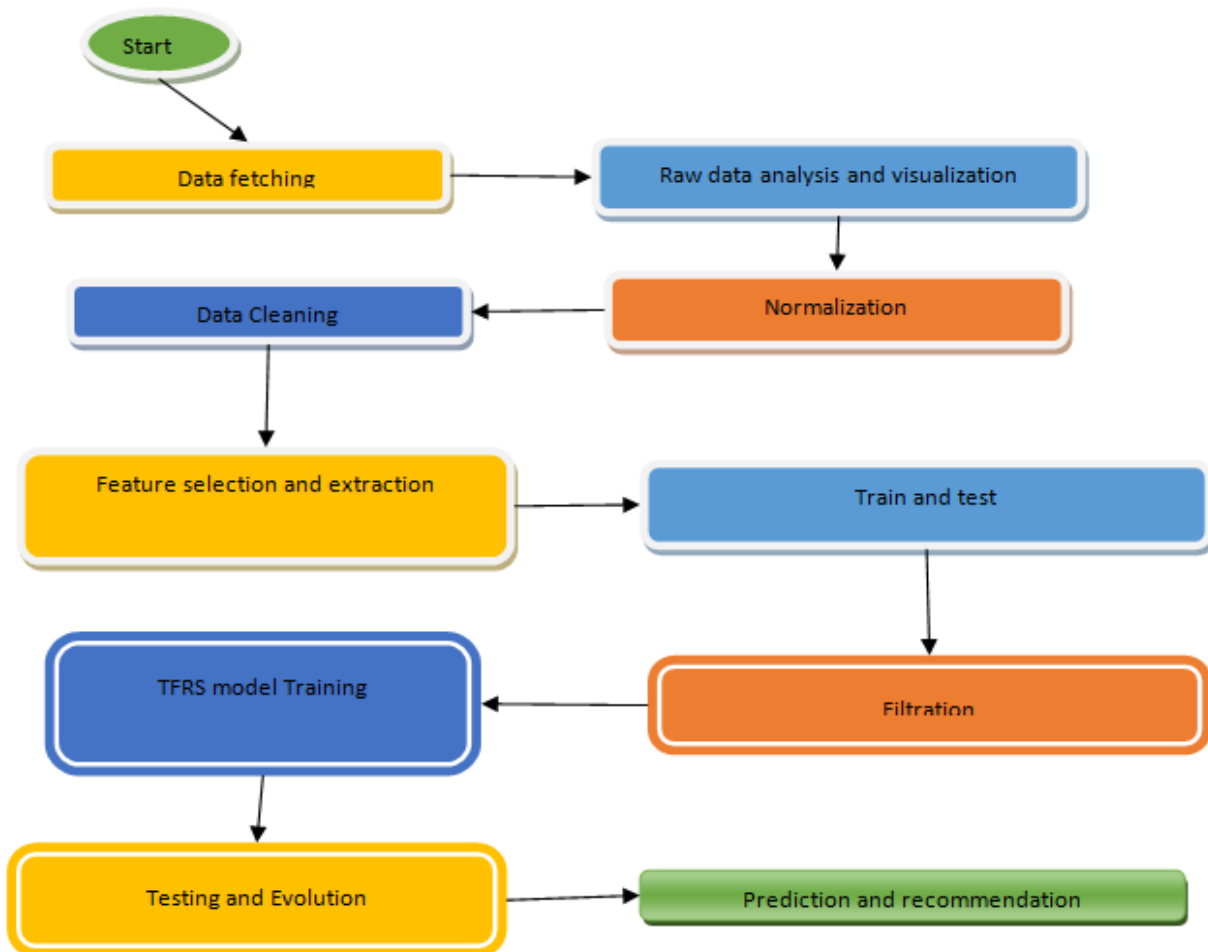 Start
Data fetching
Raw data analysis and visualization
Normalization
Data Cleaning
Feature selection and extraction
Train and test
Filtration
TFRS model Training
Testing and Evolution
Prediction and recommendation